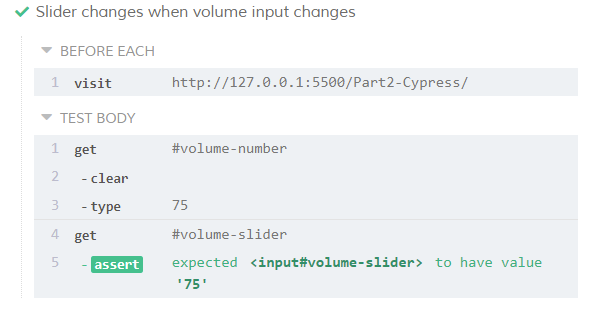 Slider changes when volume input changes
BEFORE EACH
1 visit http://127.0.0.1:5500/Part2-Cypress/
TEST BODY
1 get #volume-number
2 -clear
3 -type 75
4 get #volume-slider
5 -assert expected <input#volume-slider> to have value
'75'